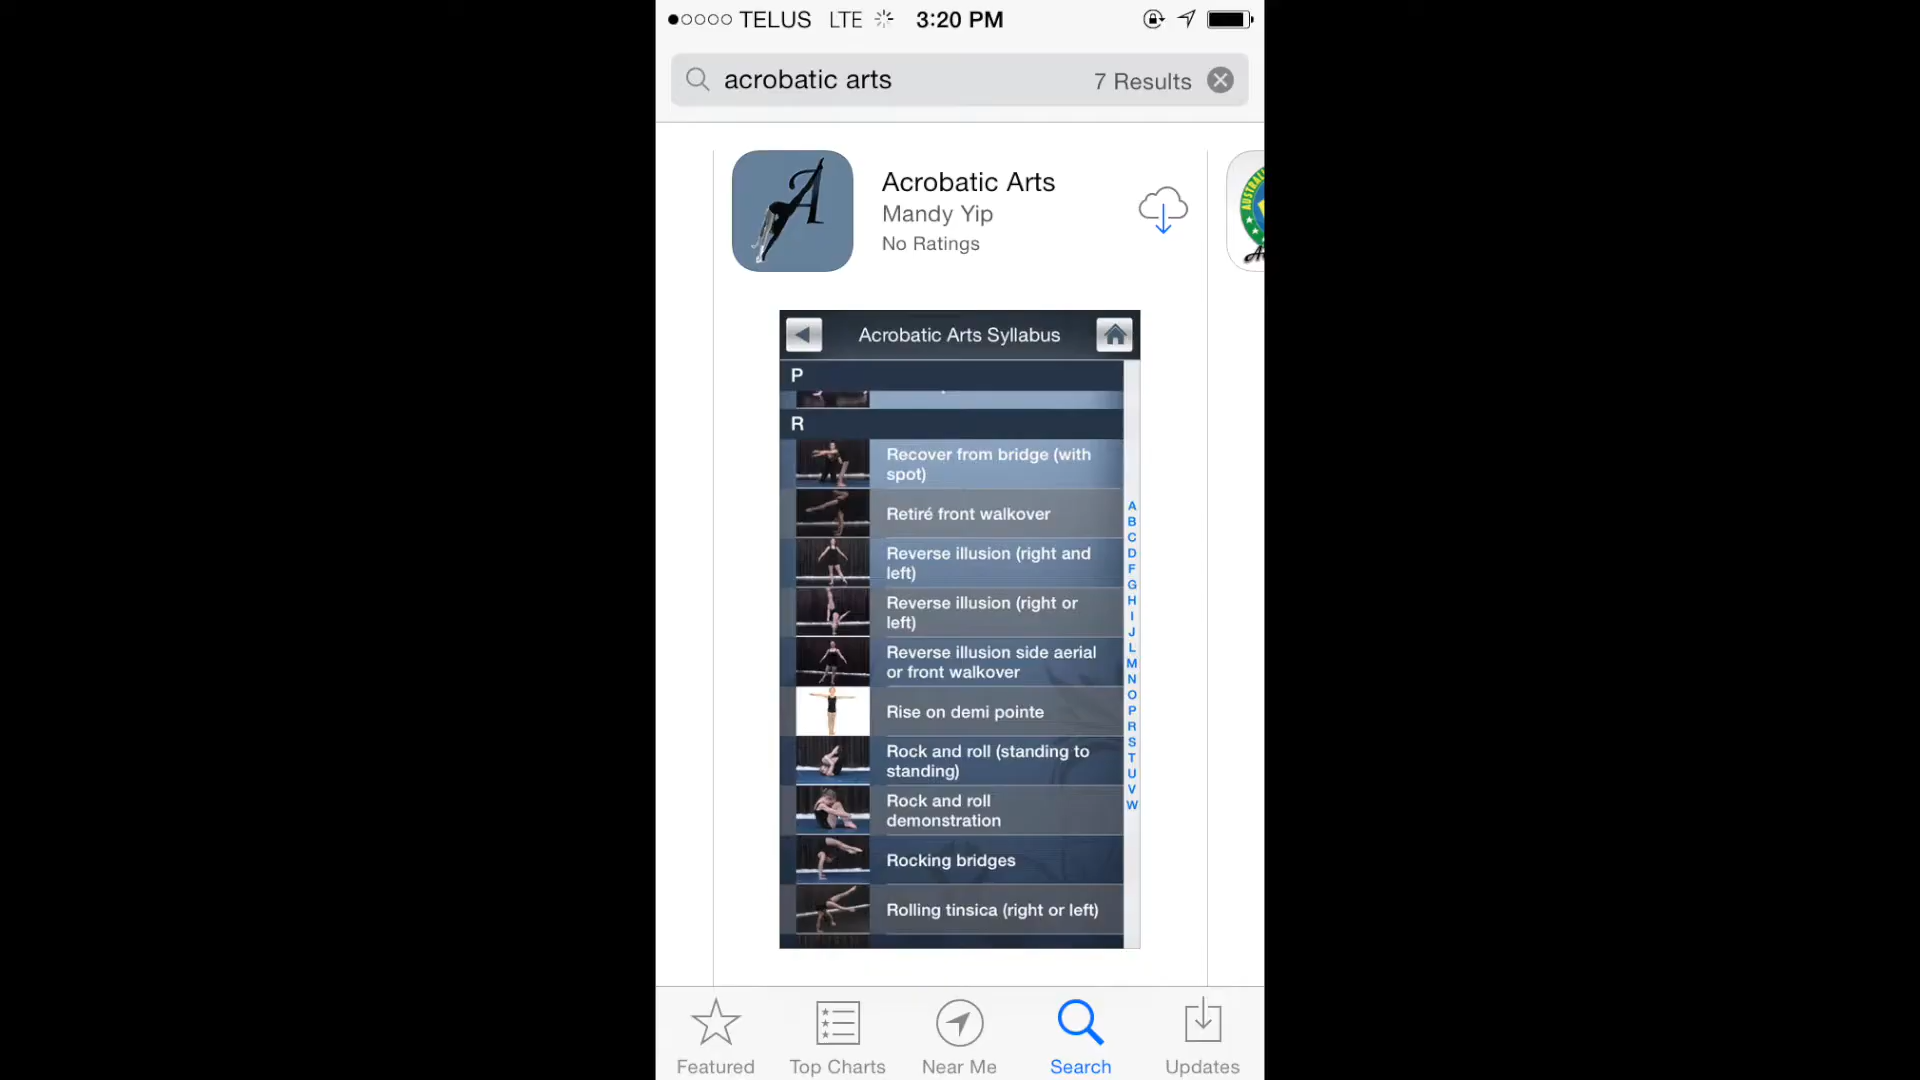 TELUS LTE 3:20 PM
acrobatic arts 7 Results
Acrobatic Arts
Mandy Yip
No Ratings
Acrobatic Arts Syllabus
P
R
Recover from bridge (with
spot)
Retiré front walkover
Reverse illusion (right and
left)
Reverse illusion (right or
left)
Reverse illusion side aerial
or front walkover
Rise on demi pointe
Rock and roll (standing to
standing)
Rock and roll
demonstration
Rocking bridges
Rolling tinsica (right or left)
A
B
C
D
F
G
H
I
J
L
M
N
O
P
R
S
T
U
V
W
Featured Top Charts Near Me Search Updates